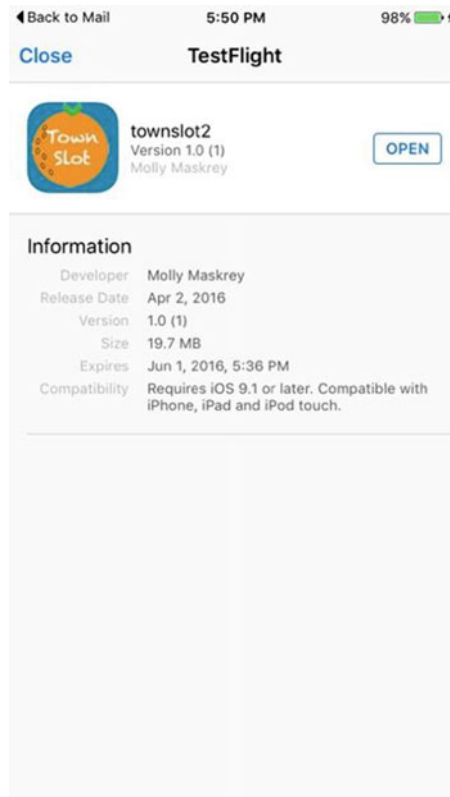 Back to Mail 5:50 PM 98%
Close TestFlight
Town
Slot
townslot2
Version 1.0 (1)
Molly Maskrey
OPEN
Information
Developer Molly Maskrey
Release Date Apr 2, 2016
Version 1.0 (1)
Size 19.7 MB
Expires Jun 1, 2016, 5:36 PM
Compatibility Requires iOS 9.1 or later. Compatible with
iPhone, iPad and iPod touch.